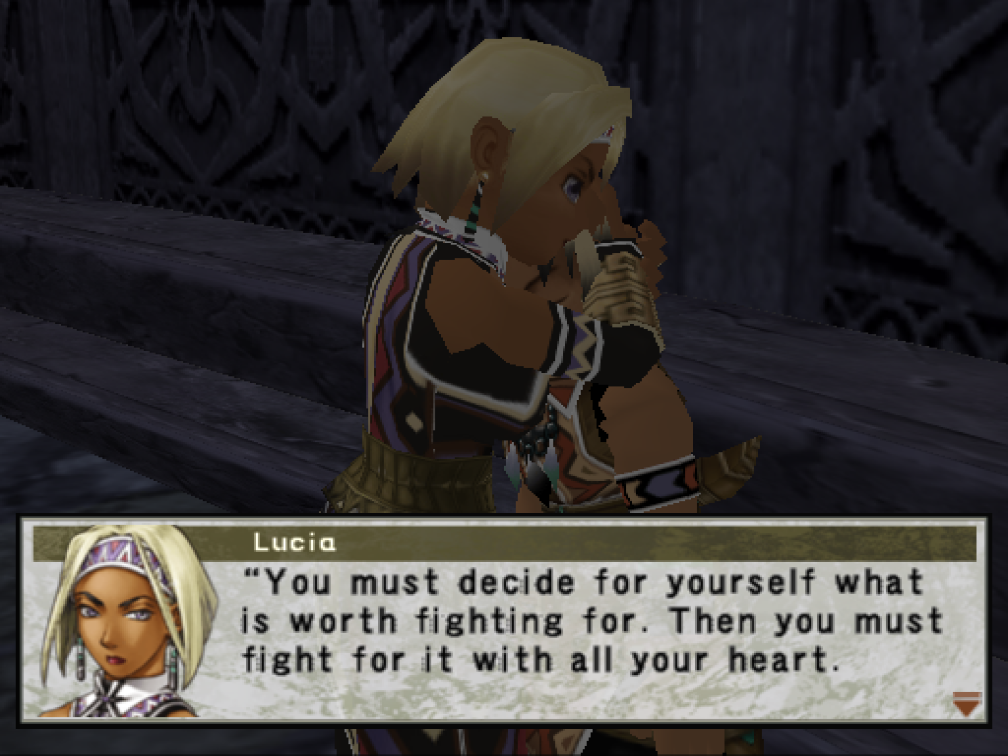 Lucia
“You must decide for yourself what
is worth fighting for. Then you must
fight for it with all your heart.